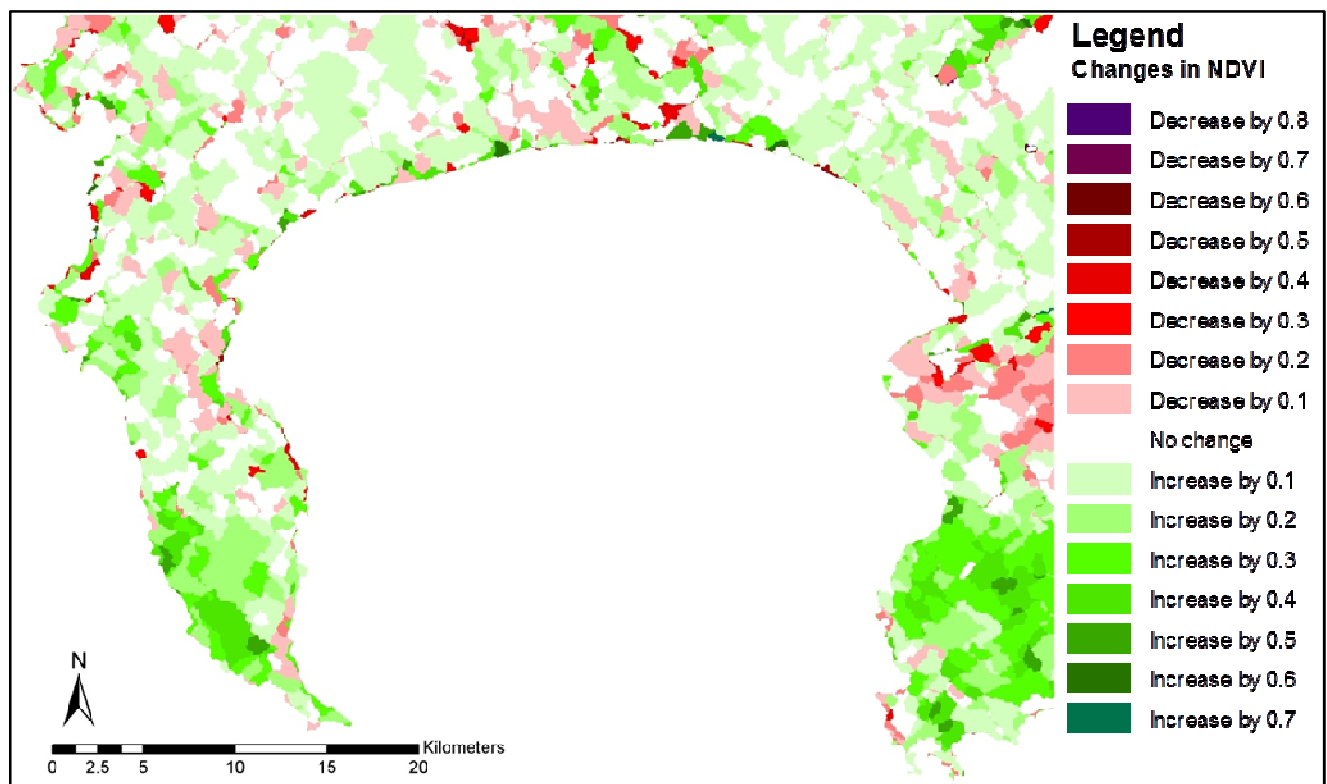 Legend
Changes in NDVI
Decrease by 0.8
Decrease by 0.7
Decrease by 0.6
Decrease by 0.5
Decrease by 0.4
Decrease by 0.3
Decrease by 0.2
Decrease by 0.1
No change
Increase by 0.1
Increase by 0.2
Increase by 0.3
Increase by 0.4
Increase by 0.5
Increase by 0.6
Increase by 0.7
N
Kilometers
0 2.5 5 10 15 20